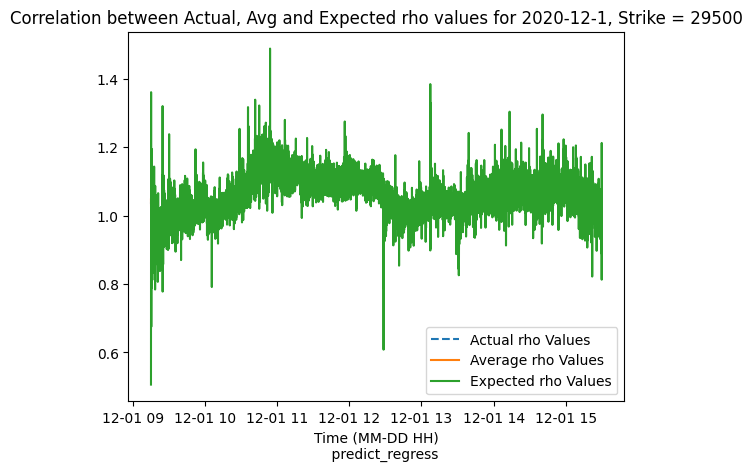 Correlation between Actual, Avg and Expected rho values for 2020-12-1, Strike = 29500
1.4
1.2
1.0
0.8
0.6
Actual rho Values
Average rho Values
Expected rho Values
12-01 09 12-01 10 12-01 11 12-01 12 12-01 13 12-01 14 12-01 15
Time (MM-DD HH)
predict_regress